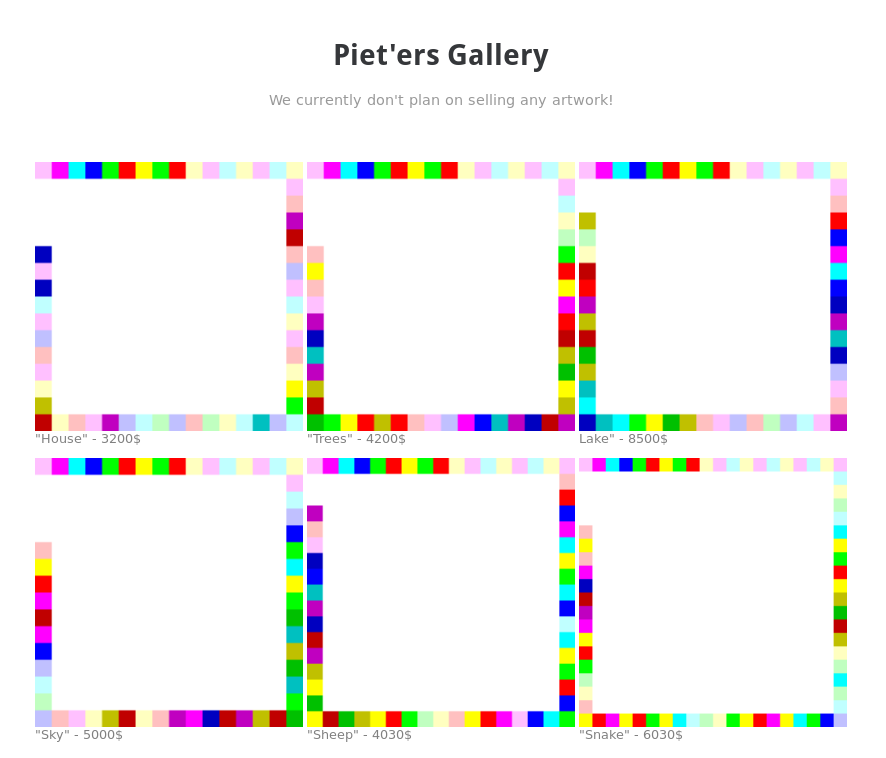 Piet'ers Gallery
We currently don't plan on selling any artwork!
"House" - 3200$
"Trees" - 4200$
Lake" - 8500$
"Sky" - 5000$
"Sheep" - 4030$
"Snake" - 6030$